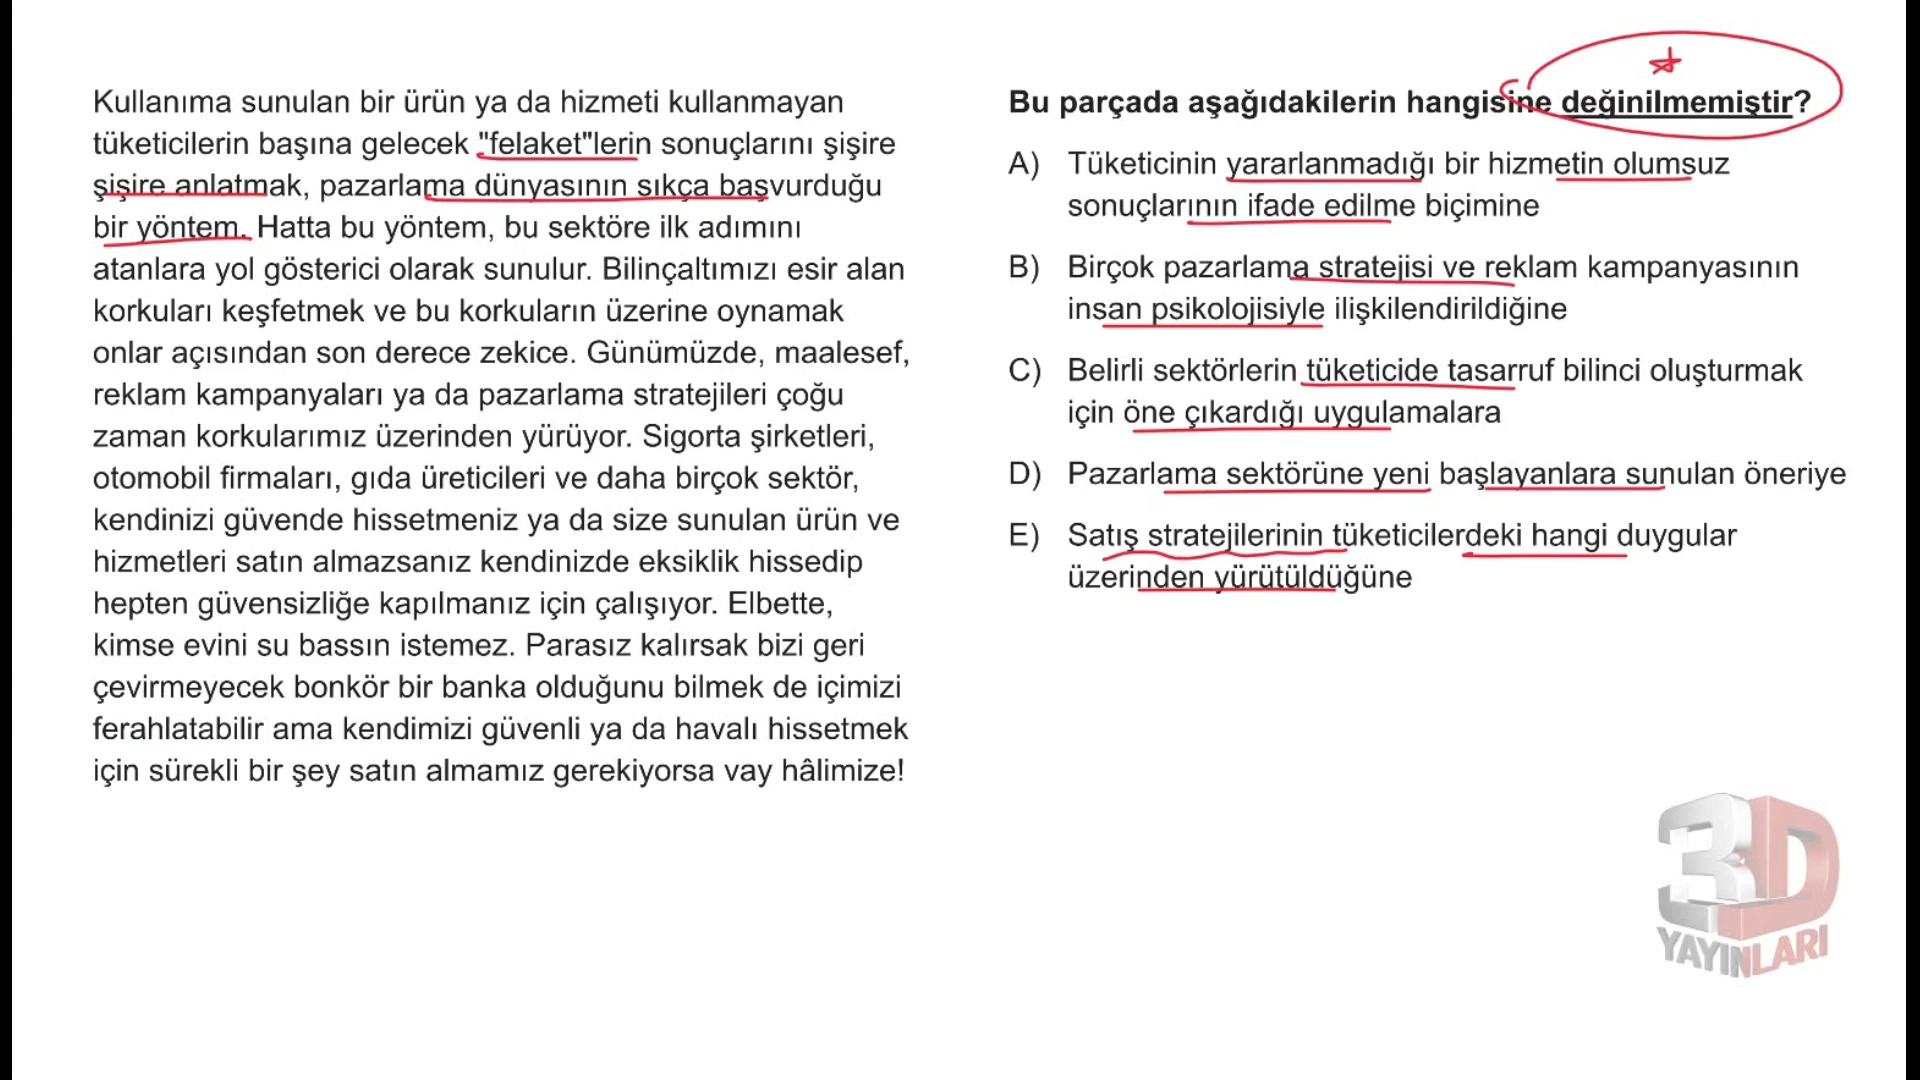 Kullanıma sunulan bir ürün ya da hizmeti kullanmayan
tüketicilerin başına gelecek "felaket"lerin sonuçlarını şişire
şişire anlatmak, pazarlama dünyasının sıkça başvurduğu
bir yöntem. Hatta bu yöntem, bu sektöre ilk adımını
atanlara yol gösterici olarak sunulur. Bilinçaltımızı esir alan
korkuları keşfetmek ve bu korkuların üzerine oynamak
onlar açısından son derece zekice. Günümüzde, maalesef,
reklam kampanyaları ya da pazarlama stratejileri çoğu
zaman korkularımız üzerinden yürüyor. Sigorta şirketleri,
otomobil firmaları, gıda üreticileri ve daha birçok sektör,
kendinizi güvende hissetmeniz ya da size sunulan ürün ve
hizmetleri satın almazsanız kendinizde eksiklik hissedip
hepten güvensizliğe kapılmanız için çalışıyor. Elbette,
kimse evini su bassın istemez. Parasız kalırsak bizi geri
çevirmeyecek bonkör bir banka olduğunu bilmek de içimizi
ferahlatabilir ama kendimizi güvenli ya da havalı hissetmek
için sürekli bir şey satın almamız gerekiyorsa vay hâlimize!
Bu parçada aşağıdakilerin hangisine değinilmemiştir?
A) Tüketicinin yararlanmadığı bir hizmetin olumsuz
sonuçlarının ifade edilme biçimine
B) Birçok pazarlama stratejisi ve reklam kampanyasının
insan psikolojisiyle ilişkilendirildiğine
C) Belirli sektörlerin tüketicide tasarruf bilinci oluşturmak
için öne çıkardığı uygulamalara
D) Pazarlama sektörüne yeni başlayanlara sunulan öneriye
E) Satış stratejilerinin tüketicilerdeki hangi duygular
üzerinden yürütüldüğüne
3D
YAYINLARI